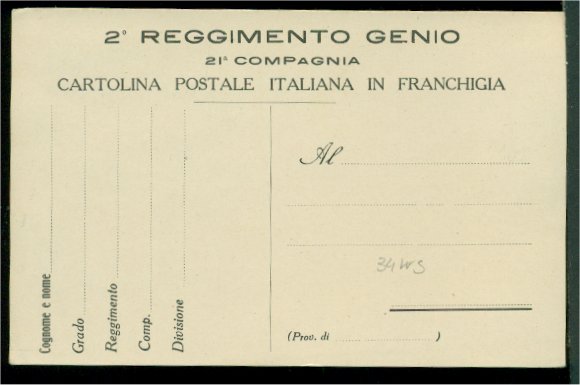 2° REGGIMENTO GENIO
21ª COMPAGNIA
CARTOLINA POSTALE ITALIANA IN FRANCHIGIA
Cognome e nome
Grado
Reggimento
Comp.
Divisione
Al
(Prov. di )